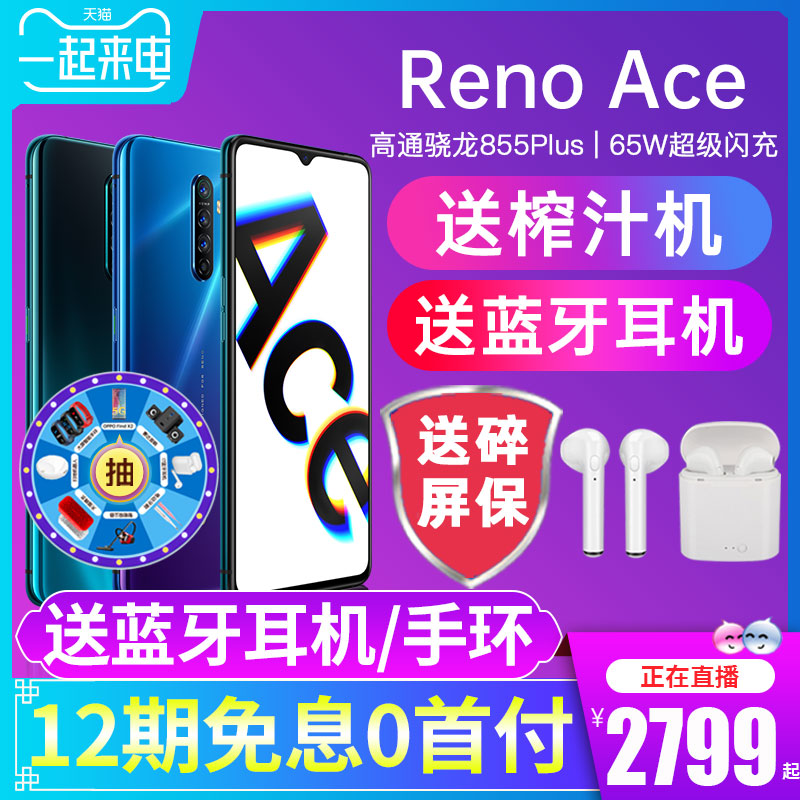 天猫
一起来电
Reno Ace
高通骁龙855Plus | 65W超级闪充
送榨汁机
送蓝牙耳机
Ace
送碎
屏保
OPPO Find X2
抽
送蓝牙耳机/手环
正在直播
12期免息0首付
¥2799起